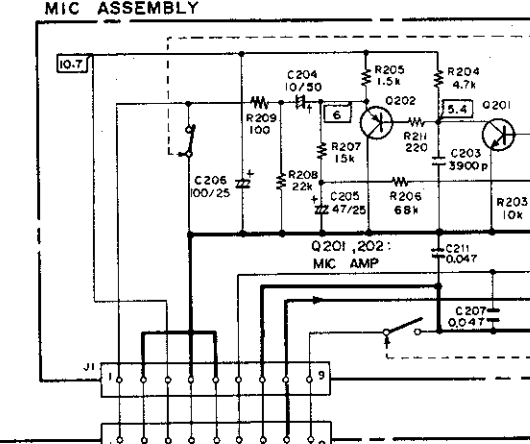 MIC ASSEMBLY
10.7
C204
10/50
+
R205
1.5k
R204
4.7k
Q202
5.4
Q201
6
R209
100
R211
220
R207
15k
C203
3900p
R208
22k
C206
100/25
+
+
C205
47/25
R206
68k
R203
10k
Q201, 202:
MIC AMP
C211
0.047
C207
0.047
J1
1
9